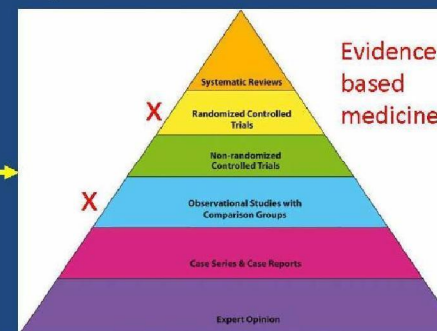 Evidence
based
medicine
Systematic Reviews
X
Randomized Controlled
Trials
Non-randomized
Controlled Trials
X
Observational Studies with
Comparison Groups
Case Series & Case Reports
Expert Opinion